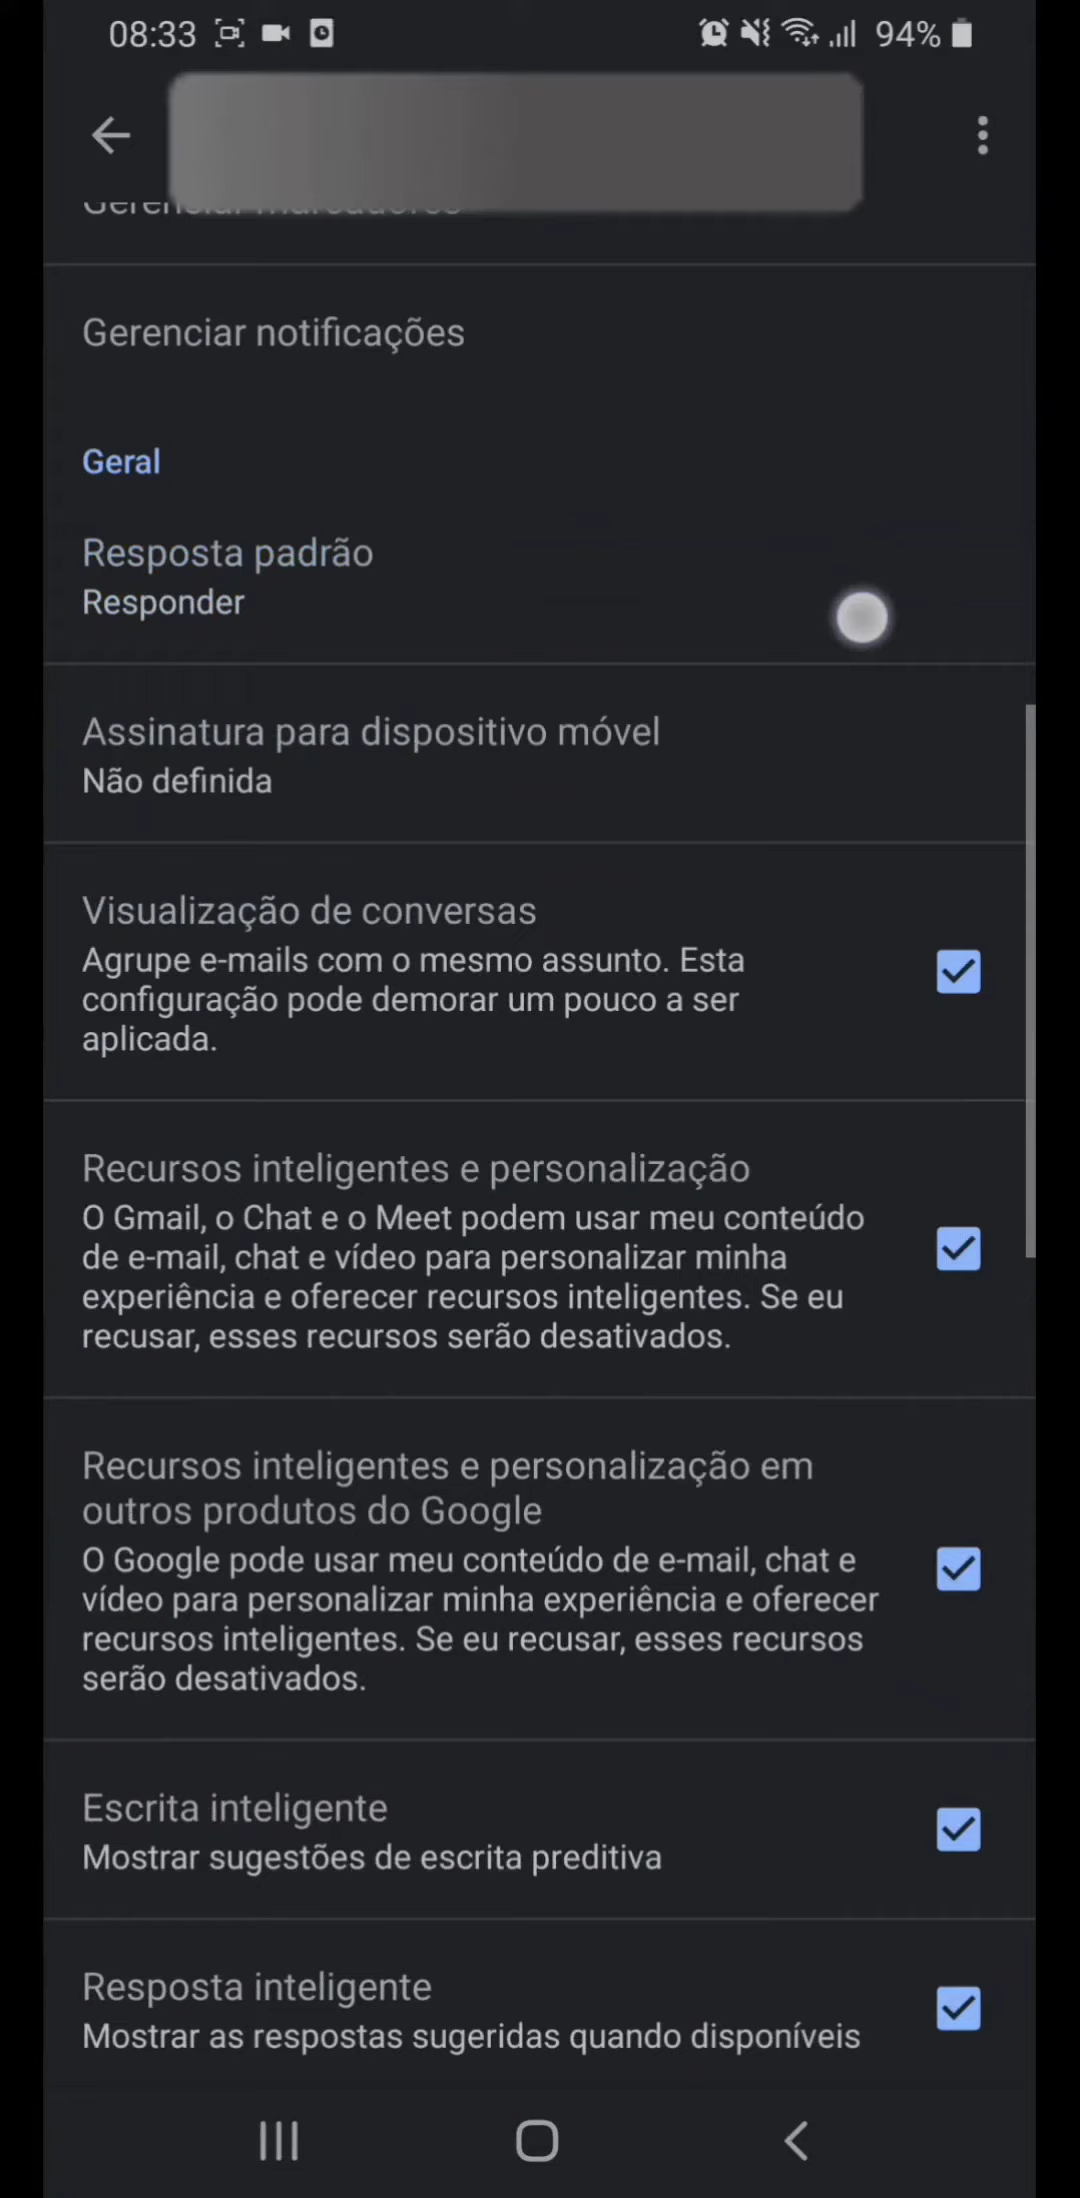 08:33
94%
Gerenciar marcadores
Gerenciar notificações
Geral
Resposta padrão
Responder
Assinatura para dispositivo móvel
Não definida
Visualização de conversas
Agrupe e-mails com o mesmo assunto. Esta
configuração pode demorar um pouco a ser
aplicada.
Recursos inteligentes e personalização
O Gmail, o Chat e o Meet podem usar meu conteúdo
de e-mail, chat e vídeo para personalizar minha
experiência e oferecer recursos inteligentes. Se eu
recusar, esses recursos serão desativados.
Recursos inteligentes e personalização em
outros produtos do Google
O Google pode usar meu conteúdo de e-mail, chat e
vídeo para personalizar minha experiência e oferecer
recursos inteligentes. Se eu recusar, esses recursos
serão desativados.
Escrita inteligente
Mostrar sugestões de escrita preditiva
Resposta inteligente
Mostrar as respostas sugeridas quando disponíveis